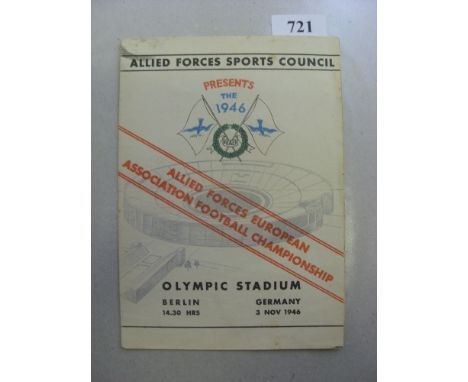 721
ALLIED FORCES SPORTS COUNCIL
PRESENTS
THE
1946
ALLIED FORCES EUROPEAN
ASSOCIATION FOOTBALL CHAMPIONSHIP
OLYMPIC STADIUM
BERLIN GERMANY
14.30 HRS 3 NOV 1946